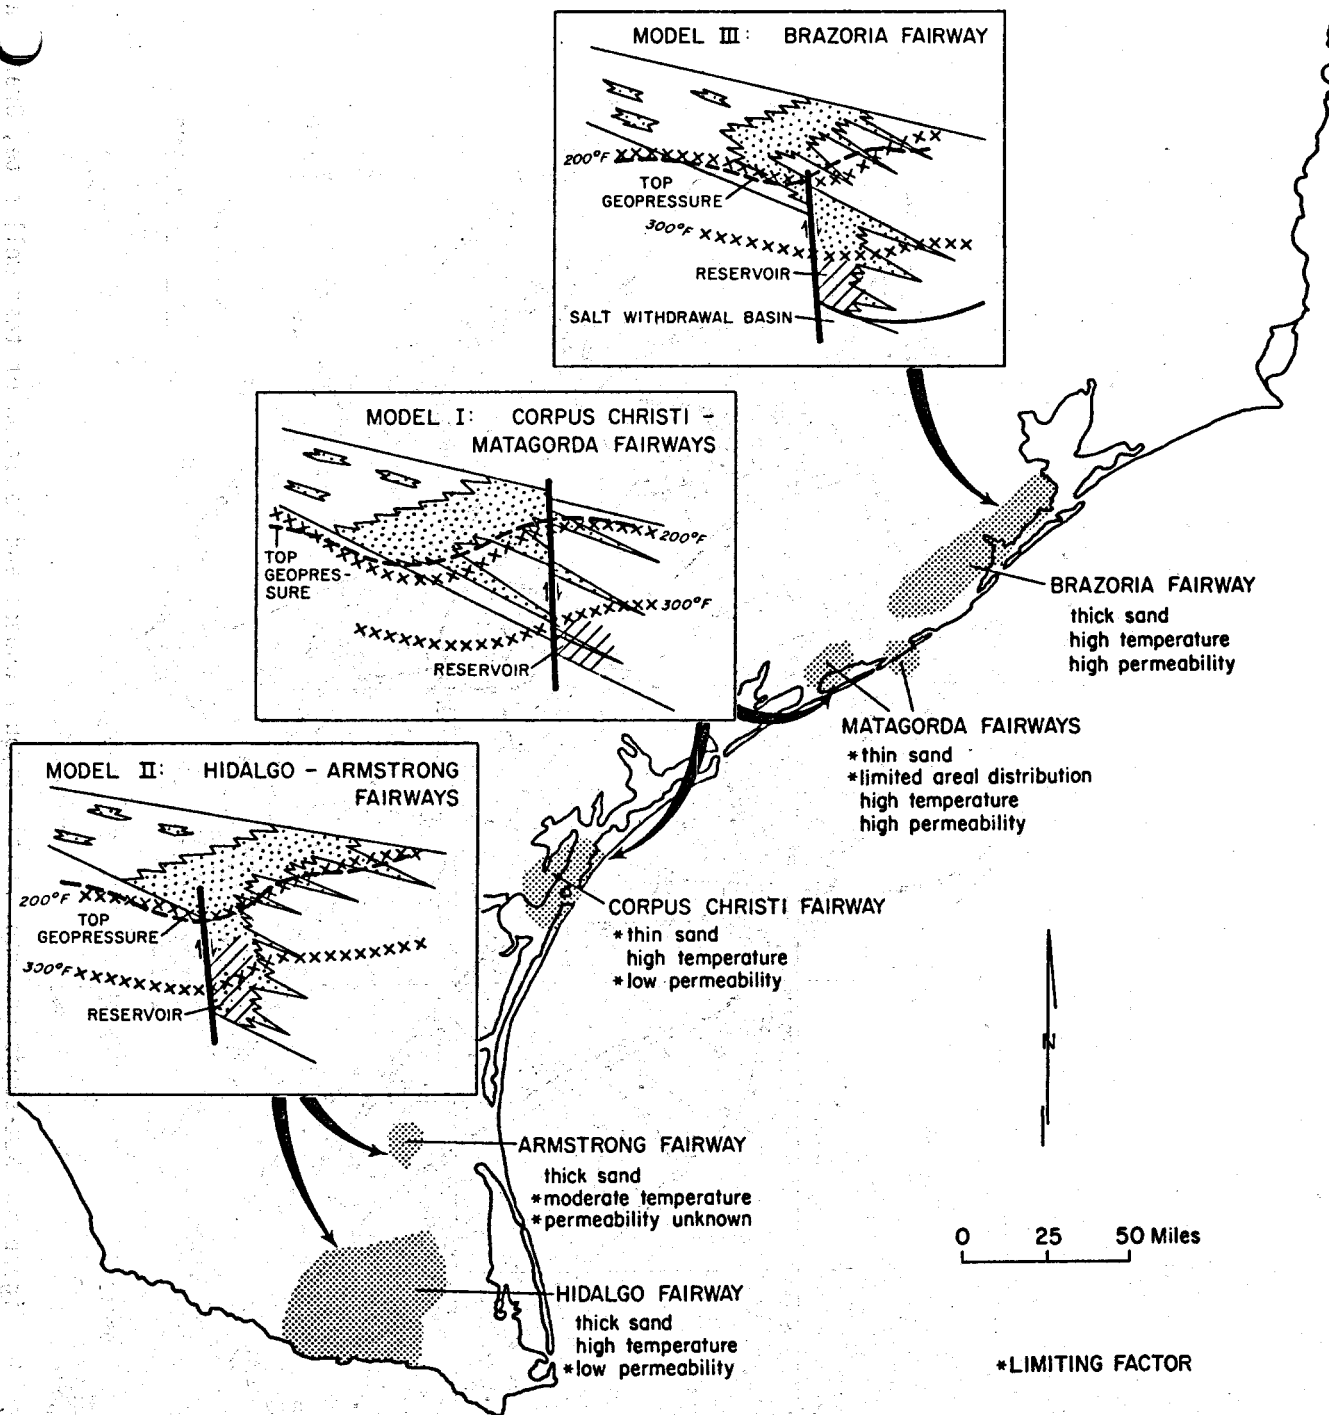 MODEL III: BRAZORIA FAIRWAY
200°F
TOP
GEOPRESSURE
300°F
RESERVOIR
SALT WITHDRAWAL BASIN
MODEL I: CORPUS CHRISTI -
MATAGORDA FAIRWAYS
200°F
TOP
GEOPRES-
SURE
300°F
RESERVOIR
BRAZORIA FAIRWAY
thick sand
high temperature
high permeability
MATAGORDA FAIRWAYS
*thin sand
*limited areal distribution
high temperature
high permeability
MODEL II: HIDALGO - ARMSTRONG
FAIRWAYS
200°F
TOP
GEOPRESSURE
300°F
RESERVOIR
CORPUS CHRISTI FAIRWAY
*thin sand
high temperature
*low permeability
N
ARMSTRONG FAIRWAY
thick sand
*moderate temperature
*permeability unknown
0 25 50 Miles
HIDALGO FAIRWAY
thick sand
high temperature
*low permeability
*LIMITING FACTOR